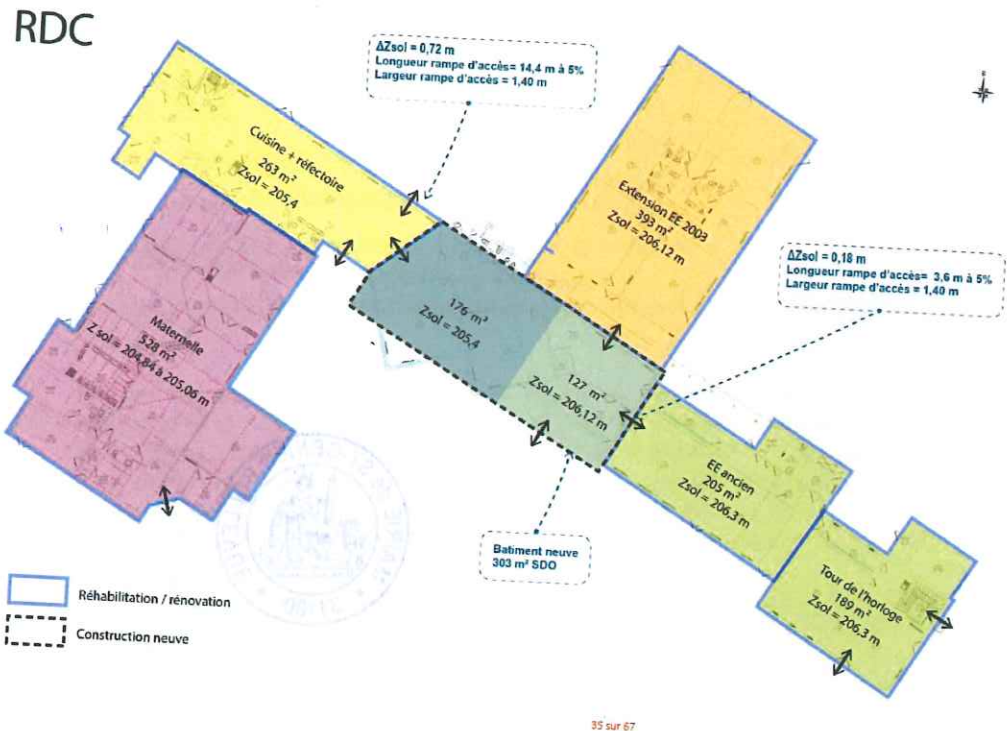 RDC
ΔZsol = 0,72 m
Longueur rampe d'accès= 14,4 m à 5%
Largeur rampe d'accès = 1,40 m
Cuisine + réfectoire
263 m²
Zsol = 205,4
Extension EE 2003
393 m²
Zsol = 206,12 m
ΔZsol = 0,18 m
Longueur rampe d'accès= 3,6 m à 5%
Largeur rampe d'accès = 1,40 m
Maternelle
528 m²
Z sol = 204,84 à 205,06 m
176 m²
Zsol = 205,4
127 m²
Zsol = 206,12 m
EE ancien
205 m²
Zsol = 206,3 m
Batiment neuve
303 m² SDO
Tour de l'horloge
189 m²
Zsol = 206,3 m
Réhabilitation / rénovation
Construction neuve
35 sur 67